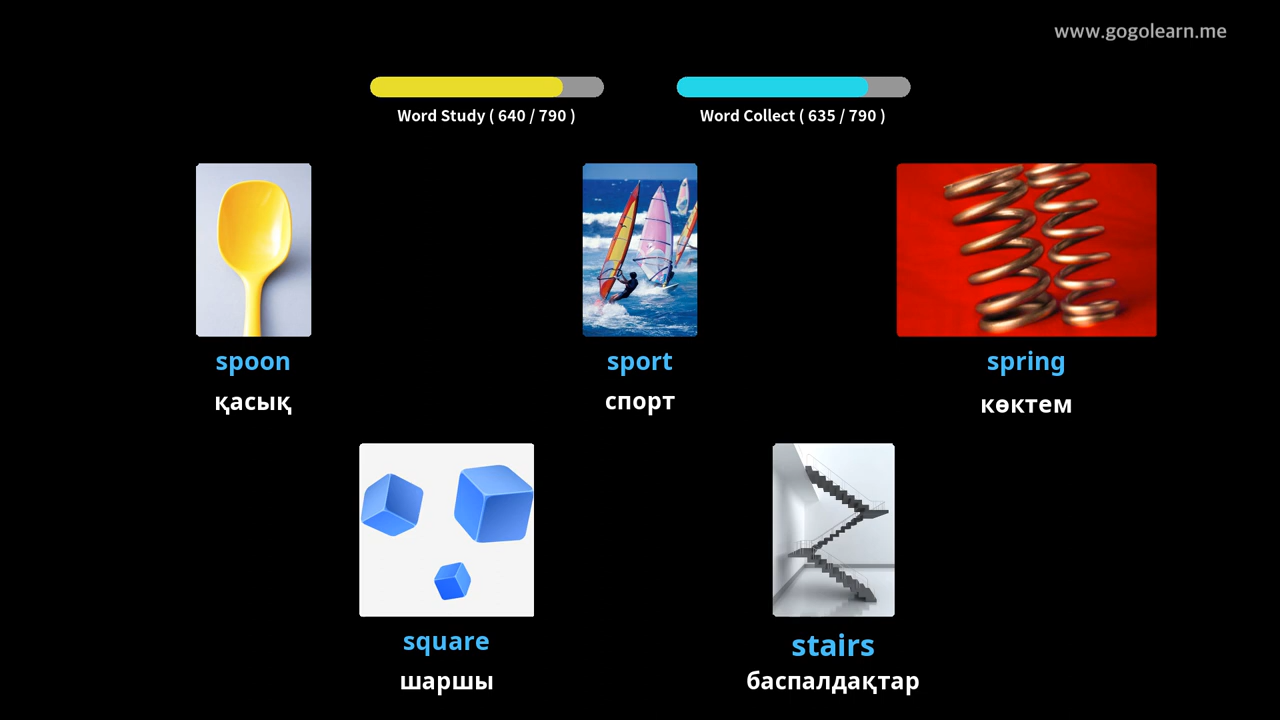 www.gogolearn.me
Word Study ( 640 / 790 )
Word Collect ( 635 / 790 )
spoon
sport
spring
қасық
спорт
көктем
square
stairs
шаршы
баспалдақтар